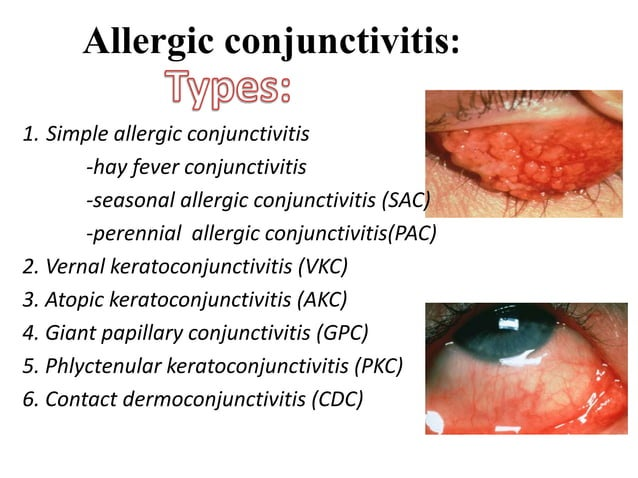 Allergic conjunctivitis:
Types:
1. Simple allergic conjunctivitis
-hay fever conjunctivitis
-seasonal allergic conjunctivitis (SAC)
-perennial allergic conjunctivitis(PAC)
2. Vernal keratoconjunctivitis (VKC)
3. Atopic keratoconjunctivitis (AKC)
4. Giant papillary conjunctivitis (GPC)
5. Phlyctenular keratoconjunctivitis (PKC)
6. Contact dermoconjunctivitis (CDC)